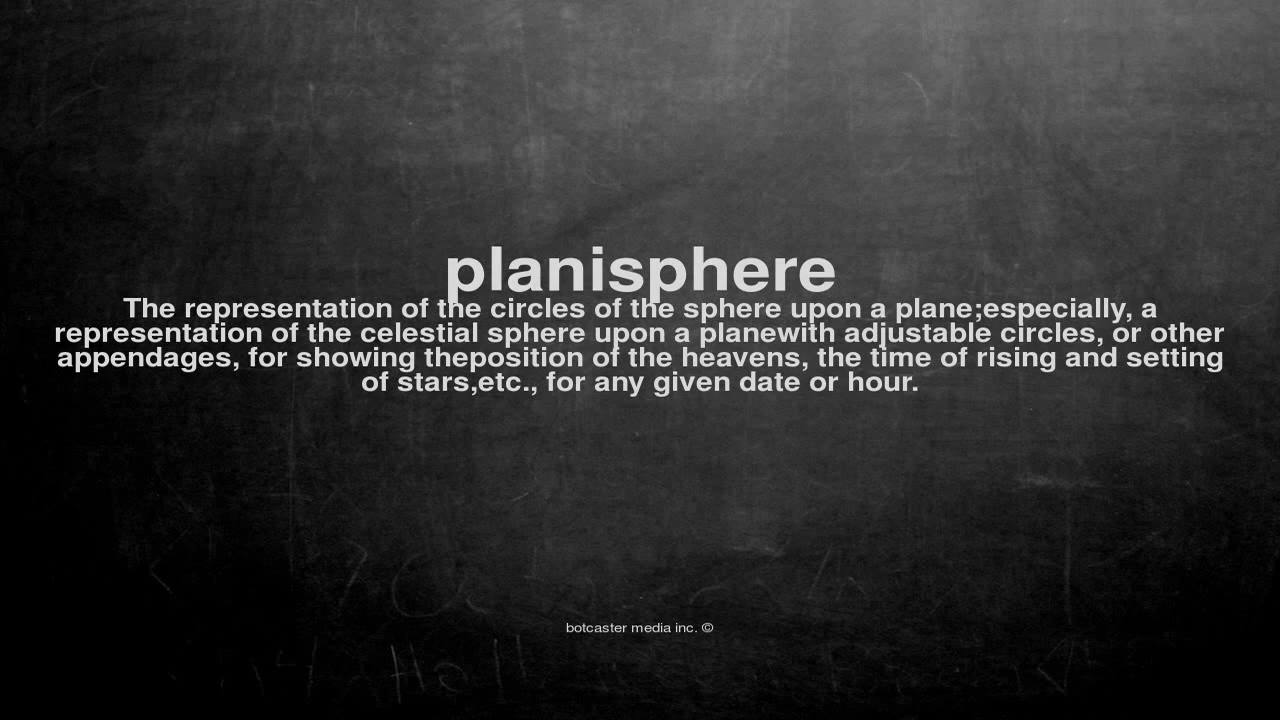 planisphere
The representation of the circles of the sphere upon a plane;especially, a
representation of the celestial sphere upon a planewith adjustable circles, or other
appendages, for showing theposition of the heavens, the time of rising and setting
of stars,etc., for any given date or hour.
botcaster media inc. ©